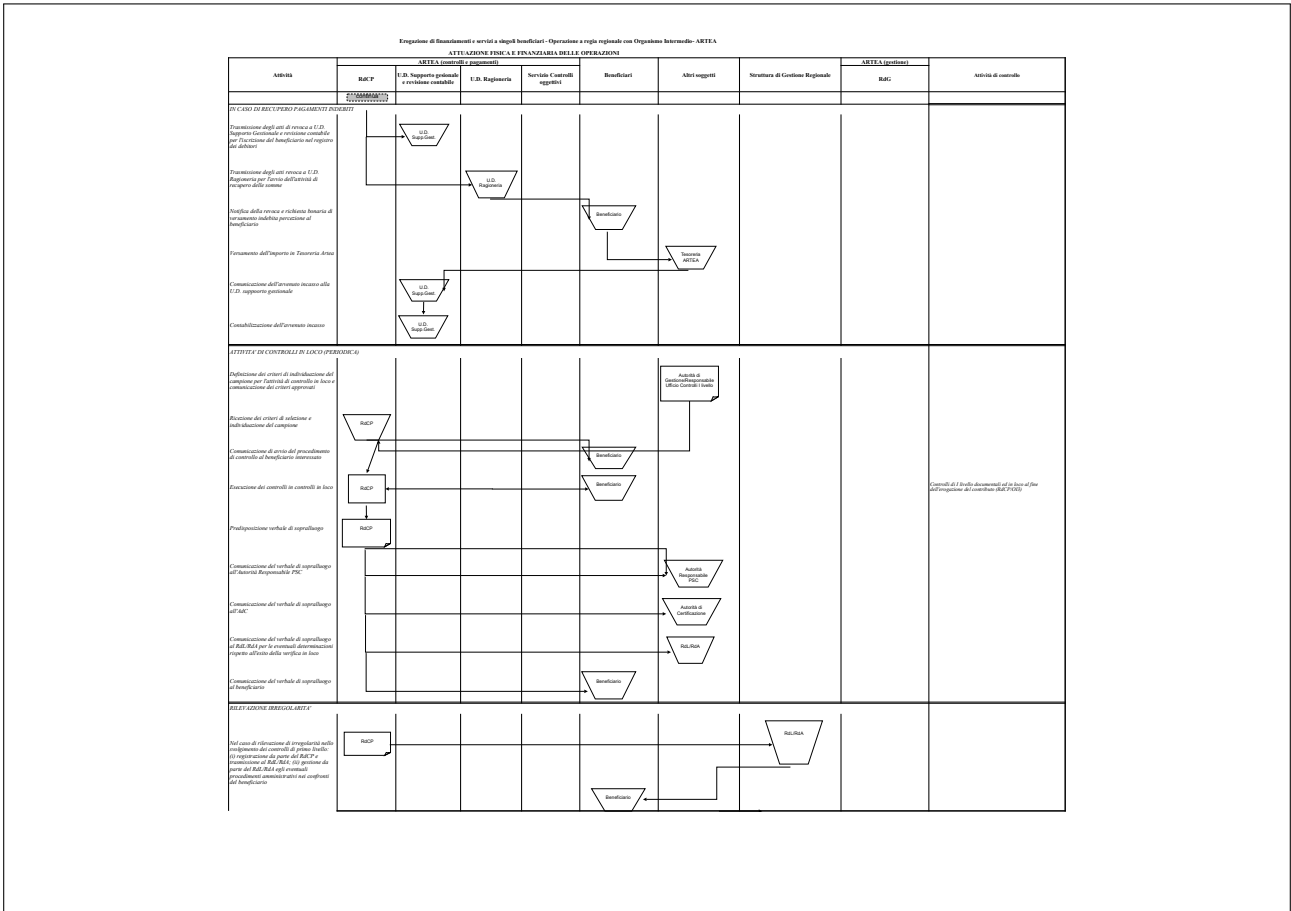 Erogazione di finanziamenti e servizi a singoli beneficiari - Operazione a regia regionale con Organismo Intermedio- ARTEA
ATTUAZIONE FISICA E FINANZIARIA DELLE OPERAZIONI
Attività
ARTEA (controlli e pagamenti)
RdCP
U.D. Supporto gesionale
e revisione contabile
U.D. Ragioneria
Servizio Controlli
oggettivi
Beneficiari
Altri soggetti
Struttura di Gestione Regionale
ARTEA (gestione)
RdG
Attività di controllo
continua
IN CASO DI RECUPERO PAGAMENTI INDEBITI
Trasmissione degli atti di revoca a U.D.
Supporto Gestionale e revisione contabile
per l'iscrizione del beneficiario nel registro
dei debitori
U.D.
Supp.Gest.
Trasmissione degli atti revoca a U.D.
Ragioneria per l'avvio dell'attività di
recupero delle somme
U.D.
Ragioneria
Notifica della revoca e richiesta bonaria di
versamento indebita percezione al
beneficiario
Beneficiario
Versamento dell'importo in Tesoreria Artea
Tesoreria
ARTEA
Comunicazione dell'avvenuto incasso alla
U.D. suppoorto gestionale
U.D.
Supp.Gest.
Contabilizzazione dell'avvenuto incasso
U.D.
Supp.Gest.
ATTIVITA' DI CONTROLLI IN LOCO (PERIODICA)
Definizione dei criteri di individuazione del
campione per l'attività di controllo in loco e
comunicazione dei criteri approvati
Autorità di
Gestione/Responsabile
Ufficio Controlli I livello
Ricezione dei criteri di selezione e
individuazione del campione
RdCP
Comunicazione di avvio del procedimento
di controllo al beneficiario interessato
Beneficiario
Esecuzione dei controlli in controlli in loco
RdCP
Beneficiario
Controlli di I livello documentali ed in loco al fine
dell'erogazione del contributo (RdCP/OI3)
Predisposizione verbale di sopralluogo
RdCP
Comunicazione del verbale di sopralluogo
all'Autorità Responsabile PSC
Autorità
Responsabile
PSC
Comunicazione del verbale di sopralluogo
all'AdC
Autorità di
Certificazione
Comunicazione del verbale di sopralluogo
al RdL/RdA per le eventuali determinazioni
rispetto all'esito della verifica in loco
RdL/RdA
Comunicazione del verbale di sopralluogo
al beneficiario
Beneficiario
RILEVAZIONE IRREGOLARITA'
Nel caso di rilevazione di irregolarità nello
svolgimento dei controlli di primo livello:
(i) registrazione da parte del RdCP e
trasmissione al RdL/RdA; (ii) gestione da
parte del RdL/RdA egli eventuali
procedimenti amministrativi nei confronti
del beneficiario
RdCP
RdL/RdA
Beneficiario